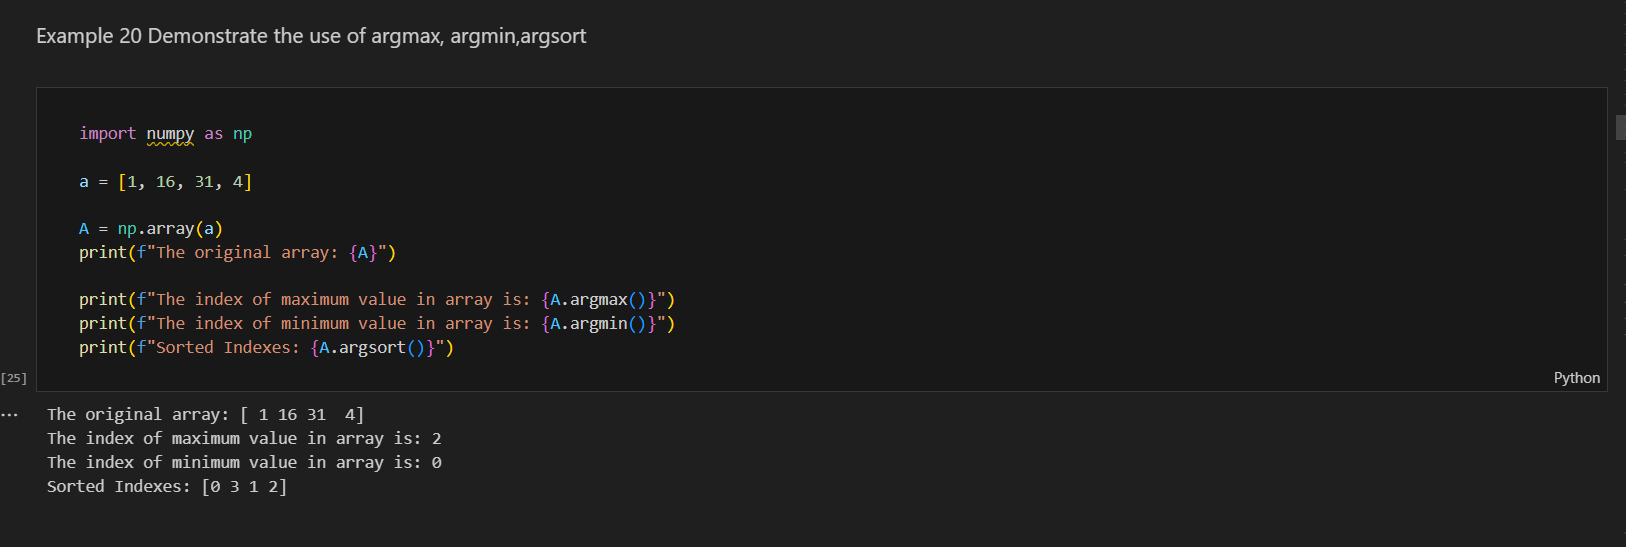 Example 20 Demonstrate the use of argmax, argmin,argsort
import numpy as np
a = [1, 16, 31, 4]
A = np.array(a)
print(f"The original array: {A}")
print(f"The index of maximum value in array is: {A.argmax()}")
print(f"The index of minimum value in array is: {A.argmin()}")
print(f"Sorted Indexes: {A.argsort()}")
[25]
Python
...
The original array: [ 1 16 31  4]
The index of maximum value in array is: 2
The index of minimum value in array is: 0
Sorted Indexes: [0 3 1 2]